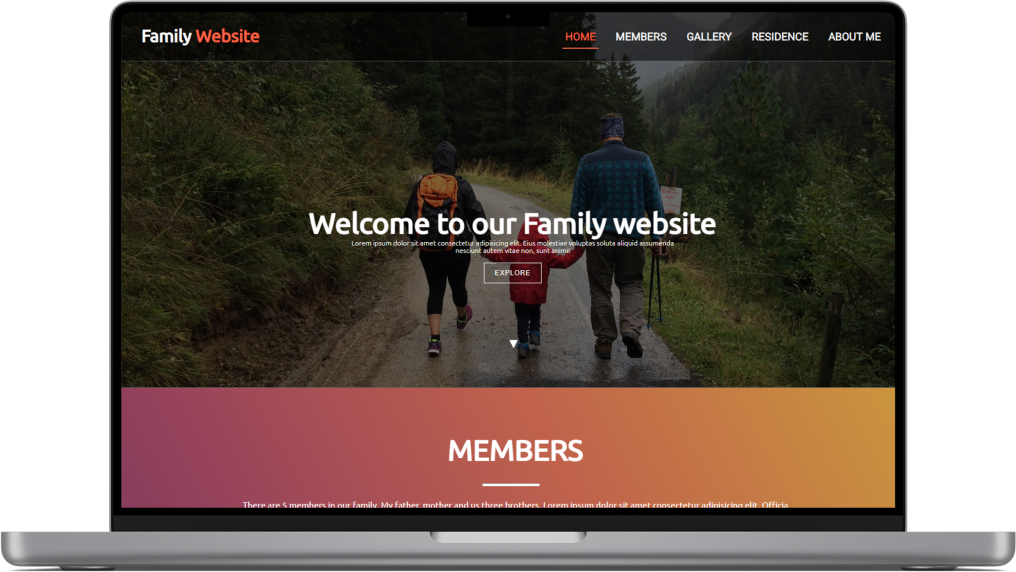 Family Website
HOME MEMBERS GALLERY RESIDENCE ABOUT ME
Welcome to our Family website
Lorem ipsum dolor sit amet consectetur adipisicing elit. Eius molestiae voluptas soluta aliquid assumenda
nesciunt autem vitae non, sunt animi!
EXPLORE
MEMBERS
There are 5 members in our family. My father, mother and us three brothers. Lorem ipsum dolor sit amet consectetur adipisicing elit. Officia